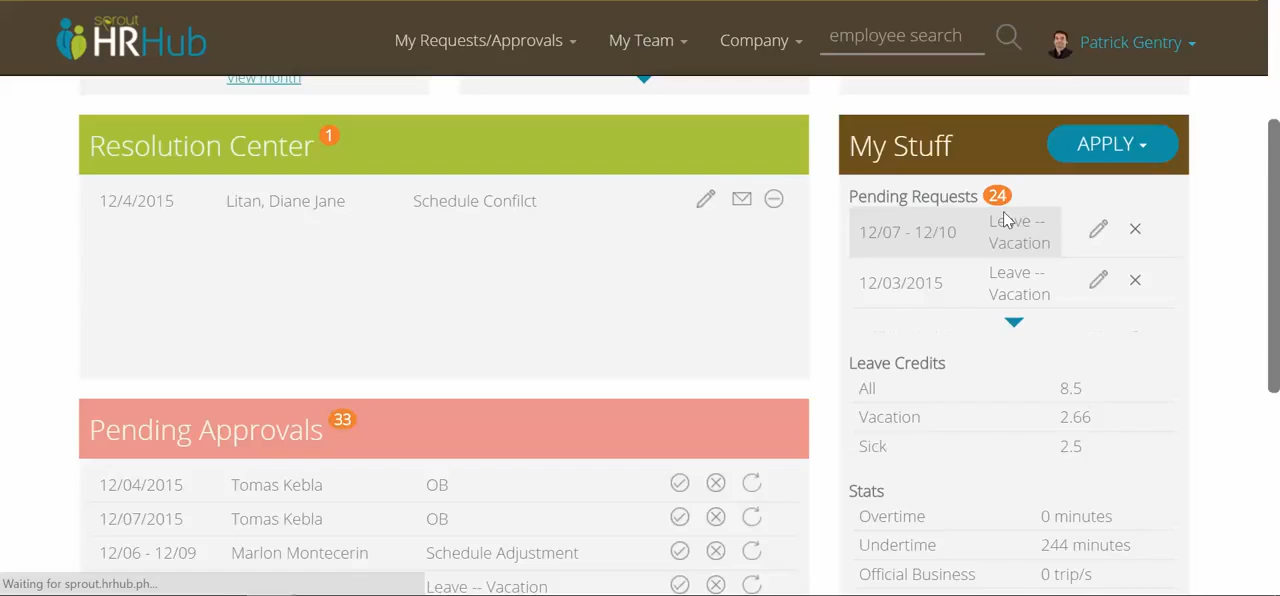 sprout
HRHub
My Requests/Approvals
My Team
Company
employee search
Patrick Gentry
View month
Resolution Center 1
12/4/2015 Litan, Diane Jane Schedule Confilct
Pending Approvals 33
12/04/2015 Tomas Kebla OB
12/07/2015 Tomas Kebla OB
12/06 - 12/09 Marlon Montecerin Schedule Adjustment
Leave -- Vacation
My Stuff
APPLY
Pending Requests 24
12/07 - 12/10 Leave --
Vacation
12/03/2015 Leave --
Vacation
Leave Credits
All 8.5
Vacation 2.66
Sick 2.5
Stats
Overtime 0 minutes
Undertime 244 minutes
Official Business 0 trip/s
Waiting for sprout.hrhub.ph...